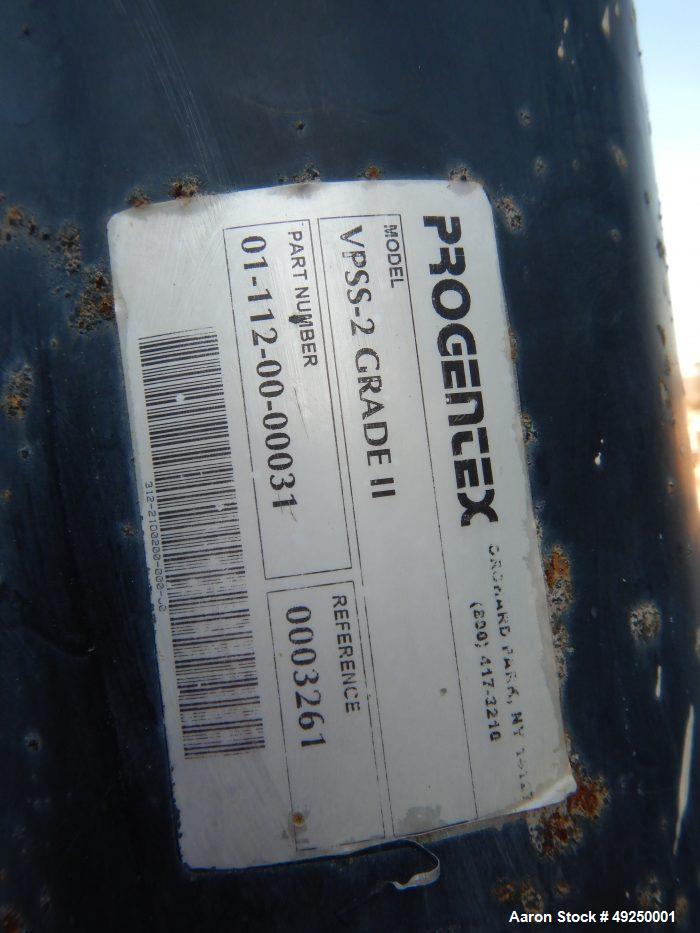 PROGENTEX
ORCHARD PARK, NY
(800) 417-3210
MODEL
VPSS-2 GRADE II
PART NUMBER
01-112-00-00031
REFERENCE
0003261
Aaron Stock # 49250001